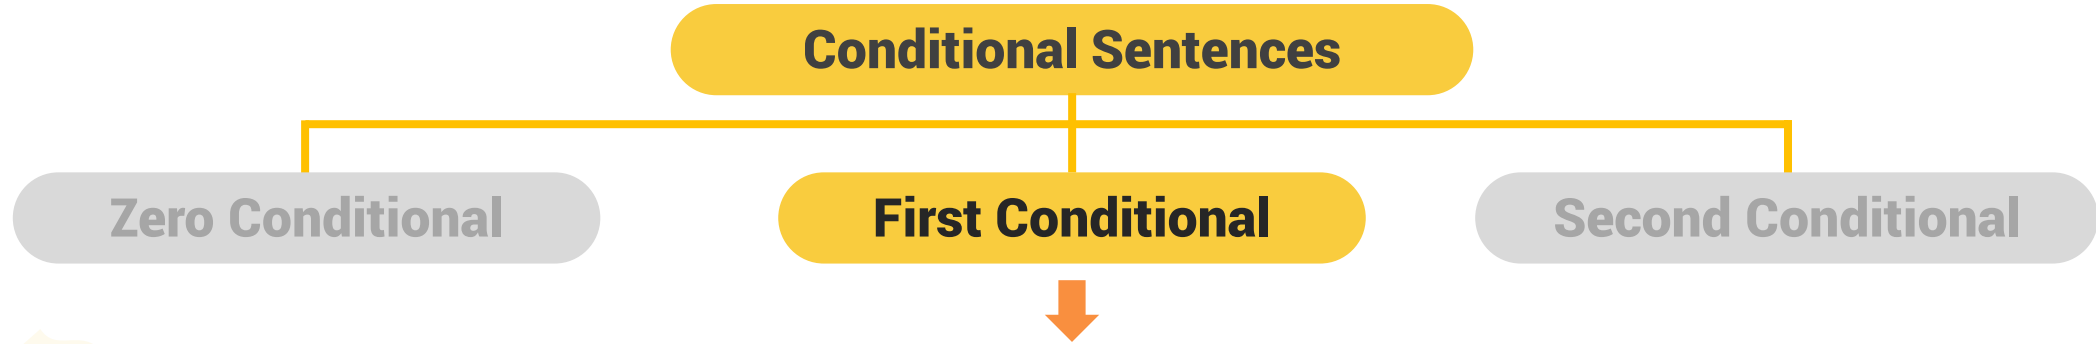 Conditional Sentences
Zero Conditional
First Conditional
Second Conditional